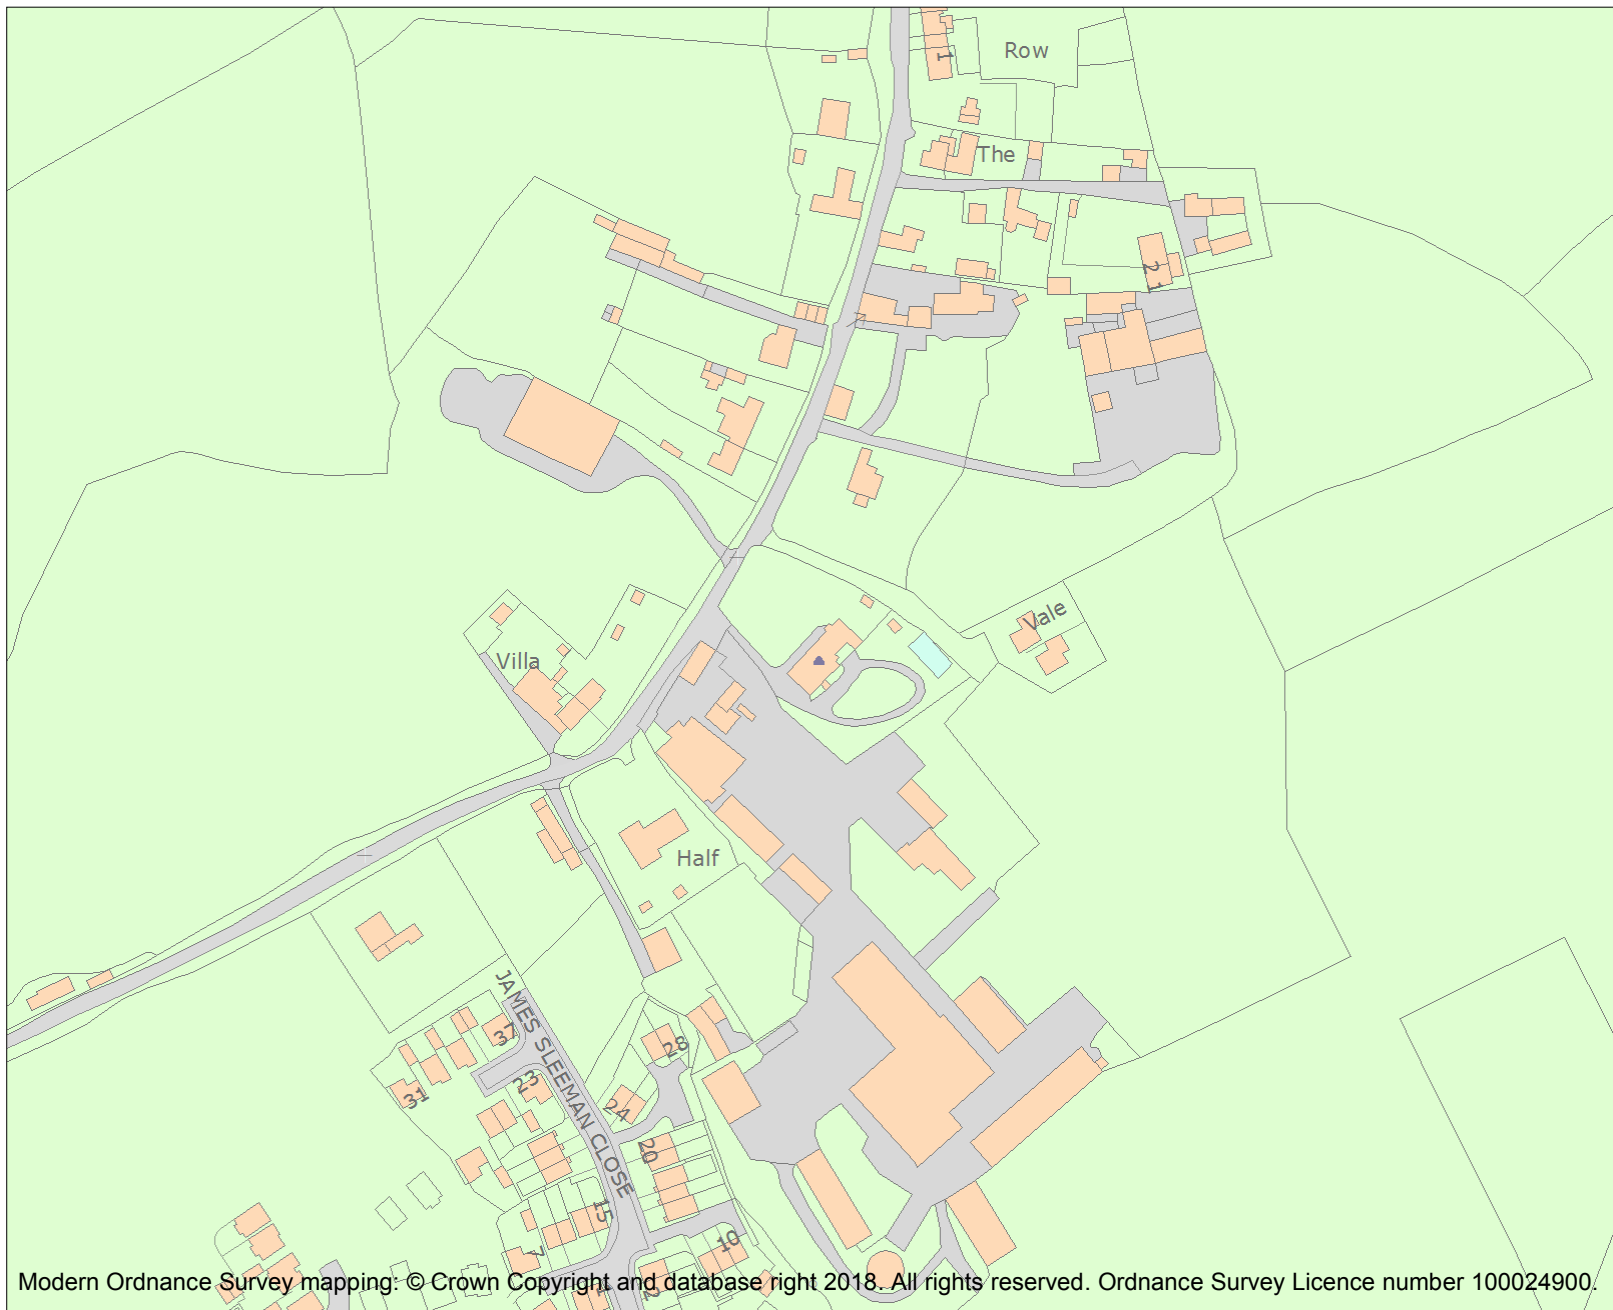 Row
1
The
21
Vale
Villa
Half
JAMES SLEEMAN CLOSE
37
28
23
31
24
20
15
10
7
Modern Ordnance Survey mapping: © Crown Copyright and database right 2018. All rights reserved. Ordnance Survey Licence number 100024900.